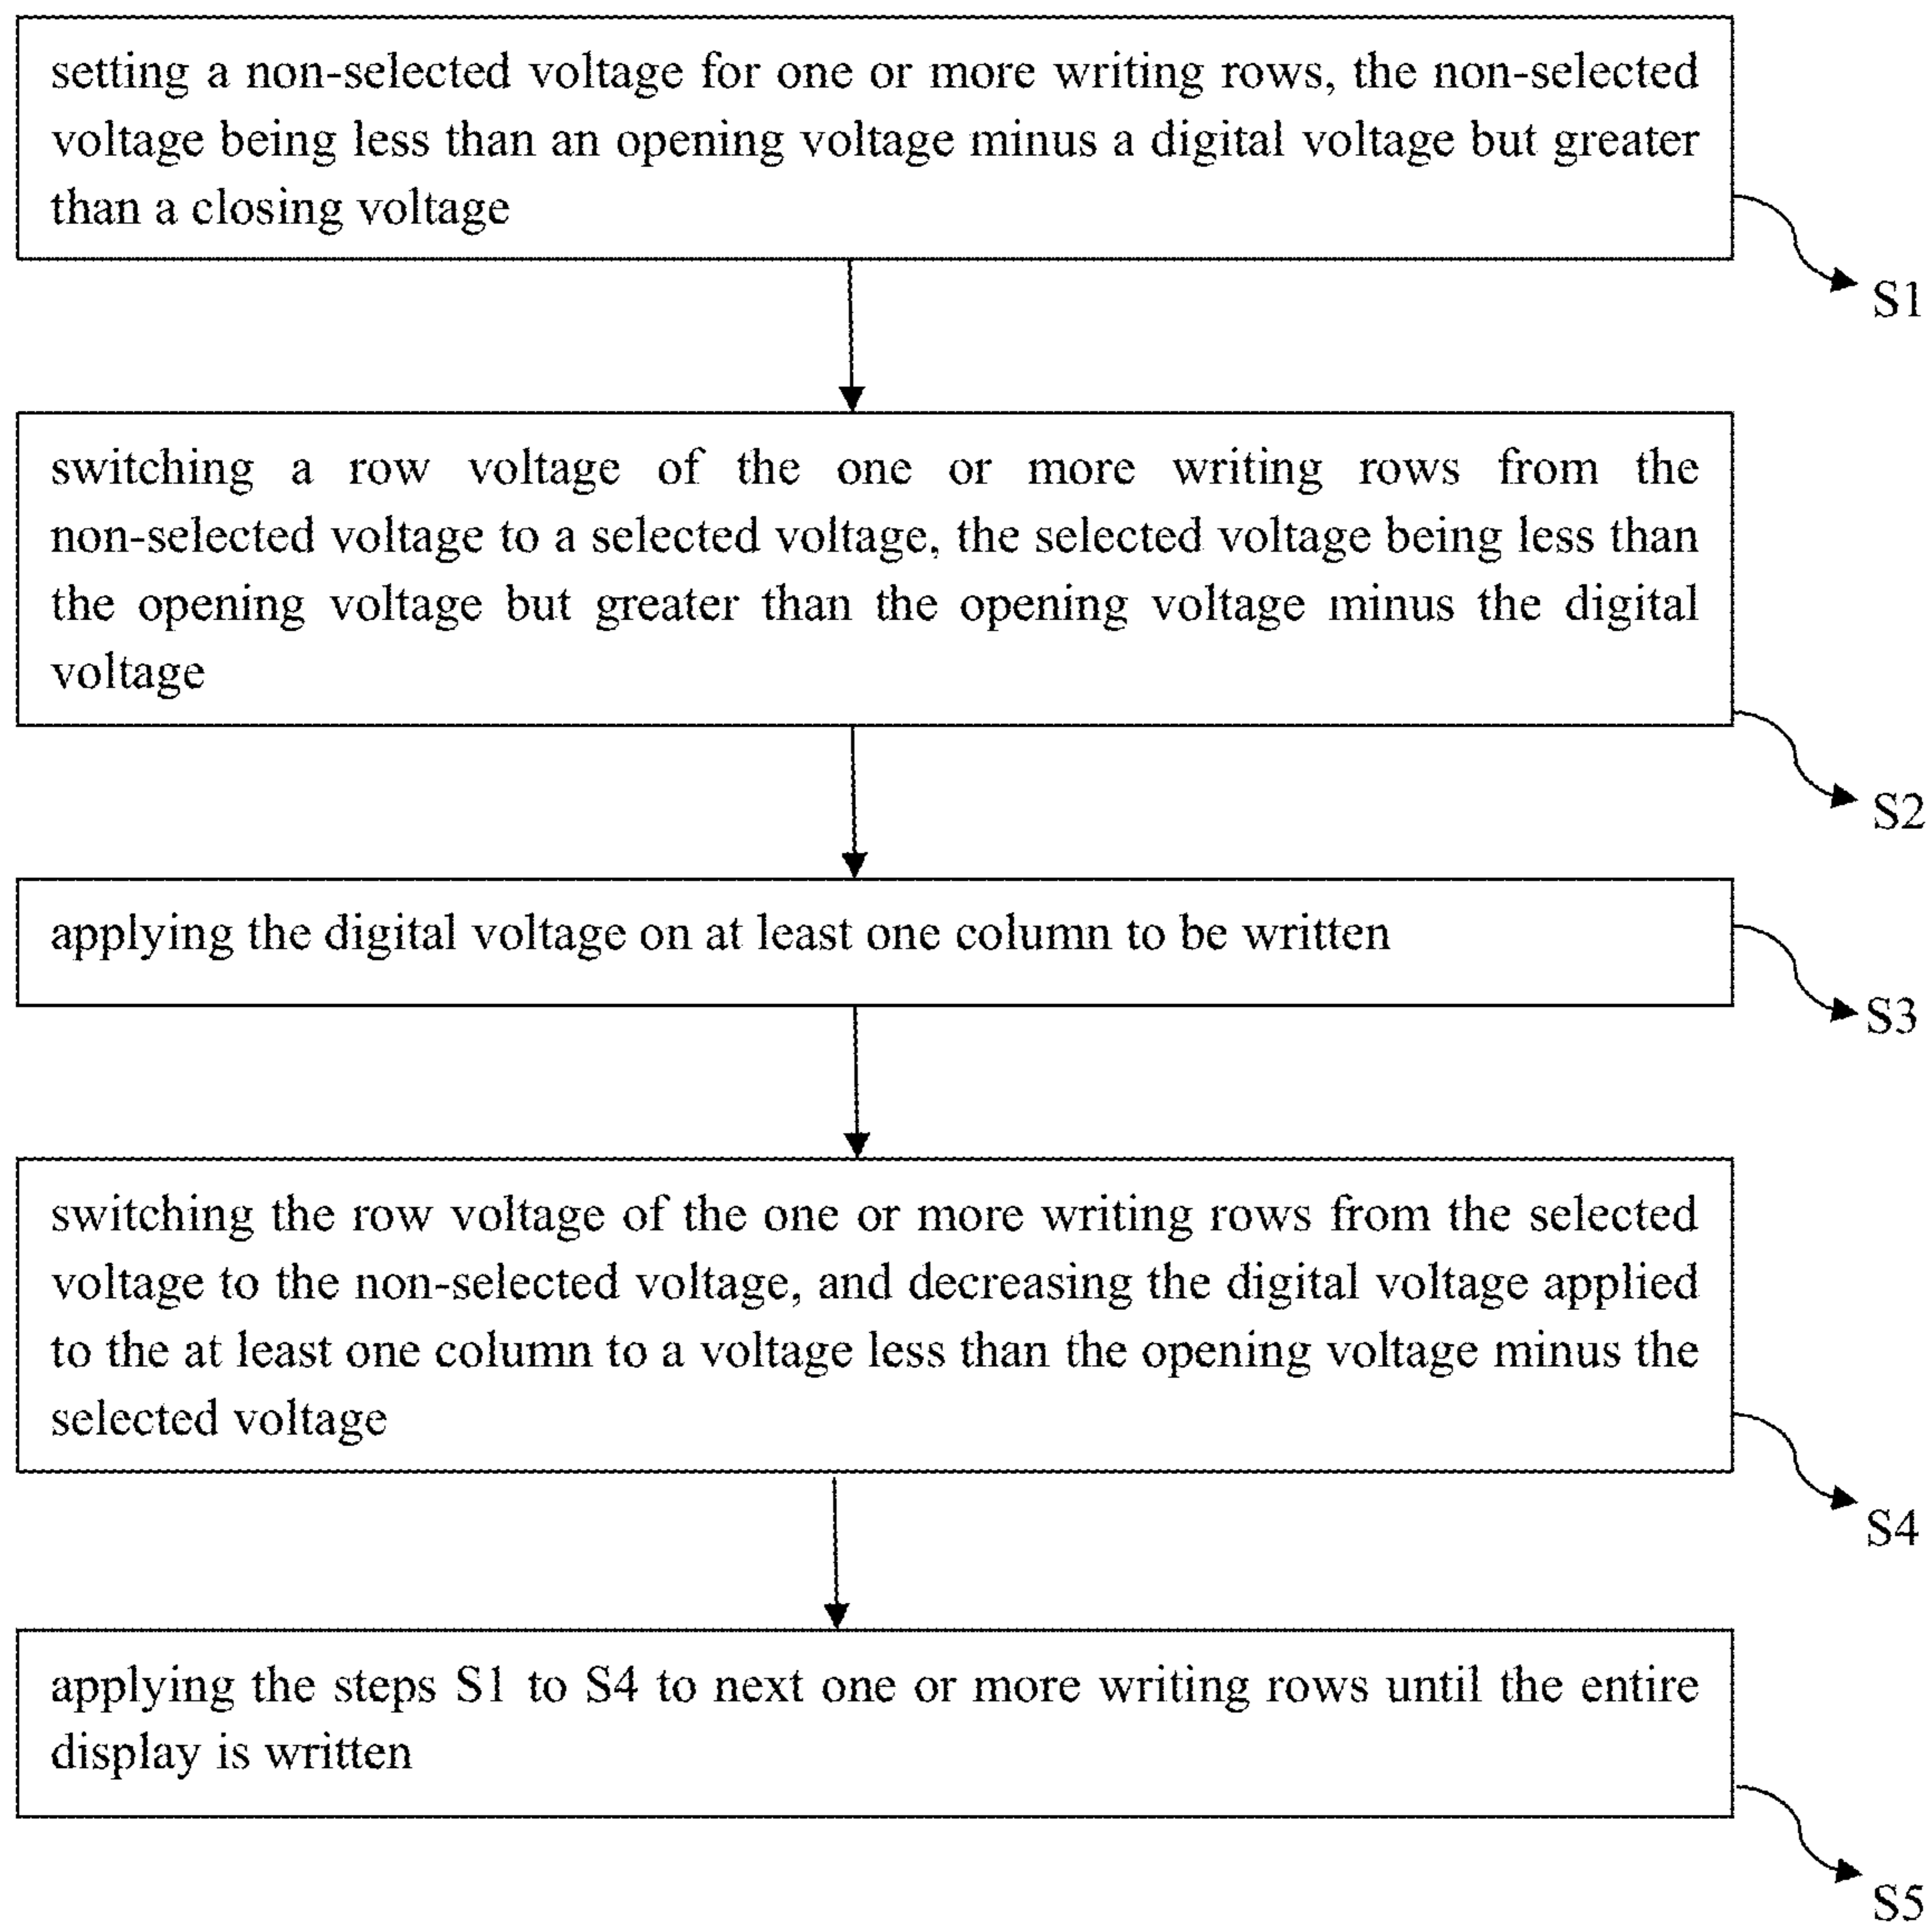 setting a non-selected voltage for one or more writing rows, the non-selected
voltage being less than an opening voltage minus a digital voltage but greater
than a closing voltage
S1
switching a row voltage of the one or more writing rows from the
non-selected voltage to a selected voltage, the selected voltage being less than
the opening voltage but greater than the opening voltage minus the digital
voltage
S2
applying the digital voltage on at least one column to be written
S3
switching the row voltage of the one or more writing rows from the selected
voltage to the non-selected voltage, and decreasing the digital voltage applied
to the at least one column to a voltage less than the opening voltage minus the
selected voltage
S4
applying the steps S1 to S4 to next one or more writing rows until the entire
display is written
S5